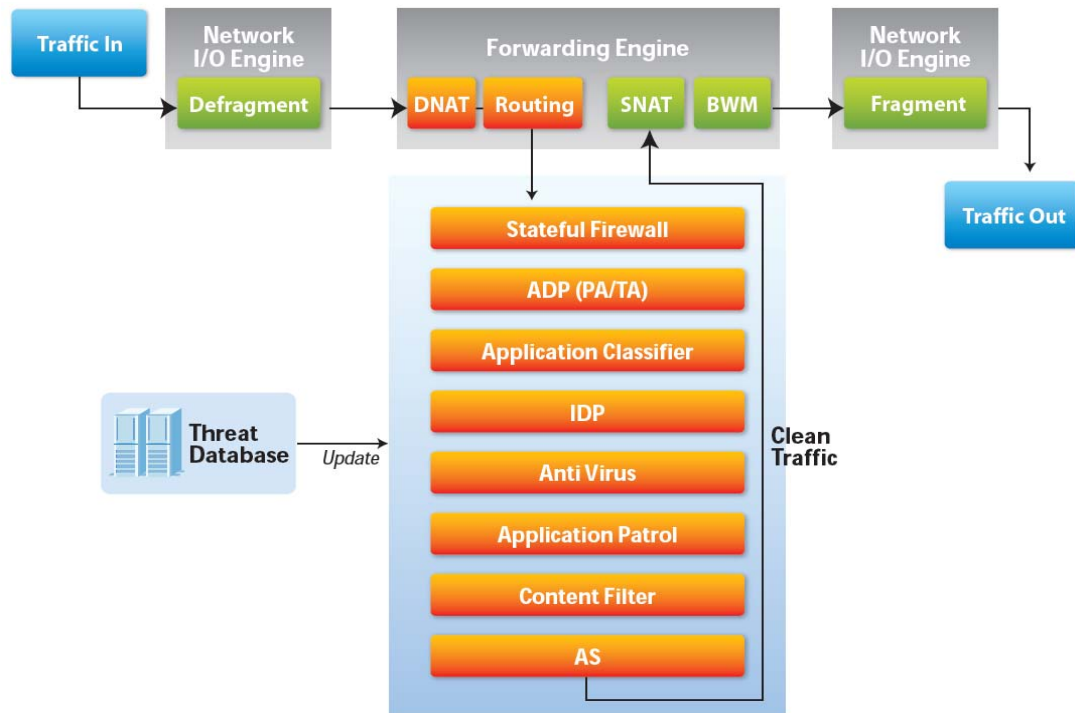 Traffic In
Network
I/O Engine
Defragment
Forwarding Engine
DNAT
Routing
SNAT
BWM
Network
I/O Engine
Fragment
Traffic Out
Stateful Firewall
ADP (PA/TA)
Application Classifier
IDP
Anti Virus
Application Patrol
Content Filter
AS
Threat
Database
Update
Clean
Traffic